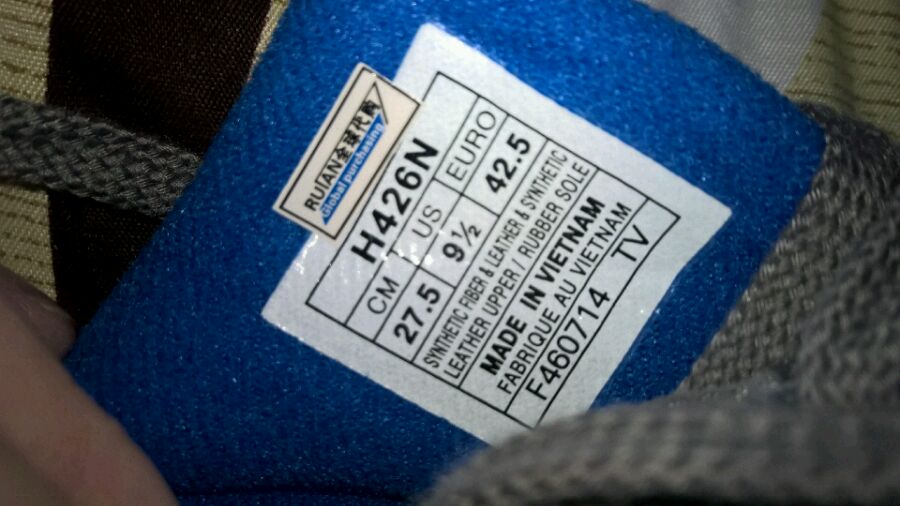 RUIAN全球代购
Global purchasing
H426N
CM US EURO
27.5 9½ 42.5
SYNTHETIC FIBER & LEATHER & SYNTHETIC
LEATHER UPPER / RUBBER SOLE
MADE IN VIETNAM
FABRIQUE AU VIETNAM
F460714 TV